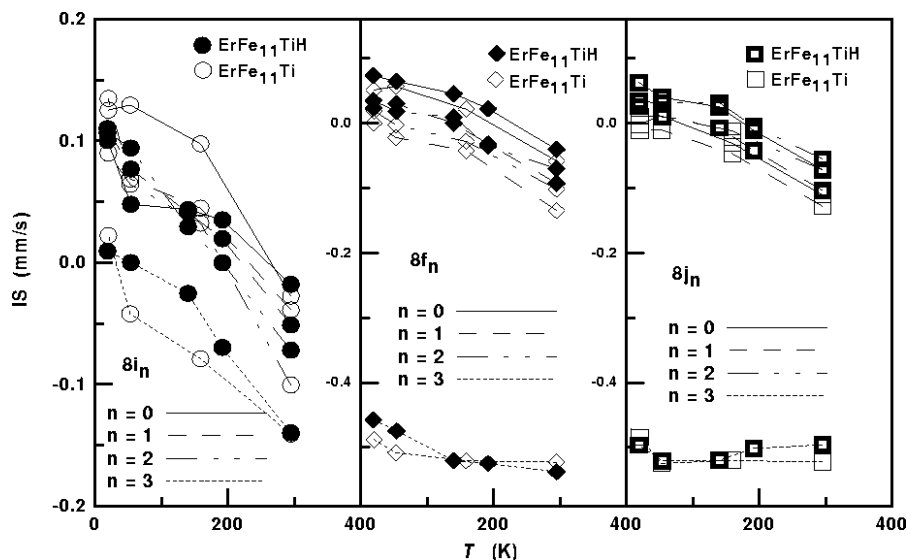 IS (mm/s)
0.2
0.1
0.0
-0.1
-0.2
ErFe11TiH
ErFe11Ti
8in
n = 0
n = 1
n = 2
n = 3
0
200
400
0.0
-0.2
-0.4
ErFe11TiH
ErFe11Ti
8fn
n = 0
n = 1
n = 2
n = 3
200
400
T (K)
0.0
-0.2
-0.4
ErFe11TiH
ErFe11Ti
8jn
n = 0
n = 1
n = 2
n = 3
200
400